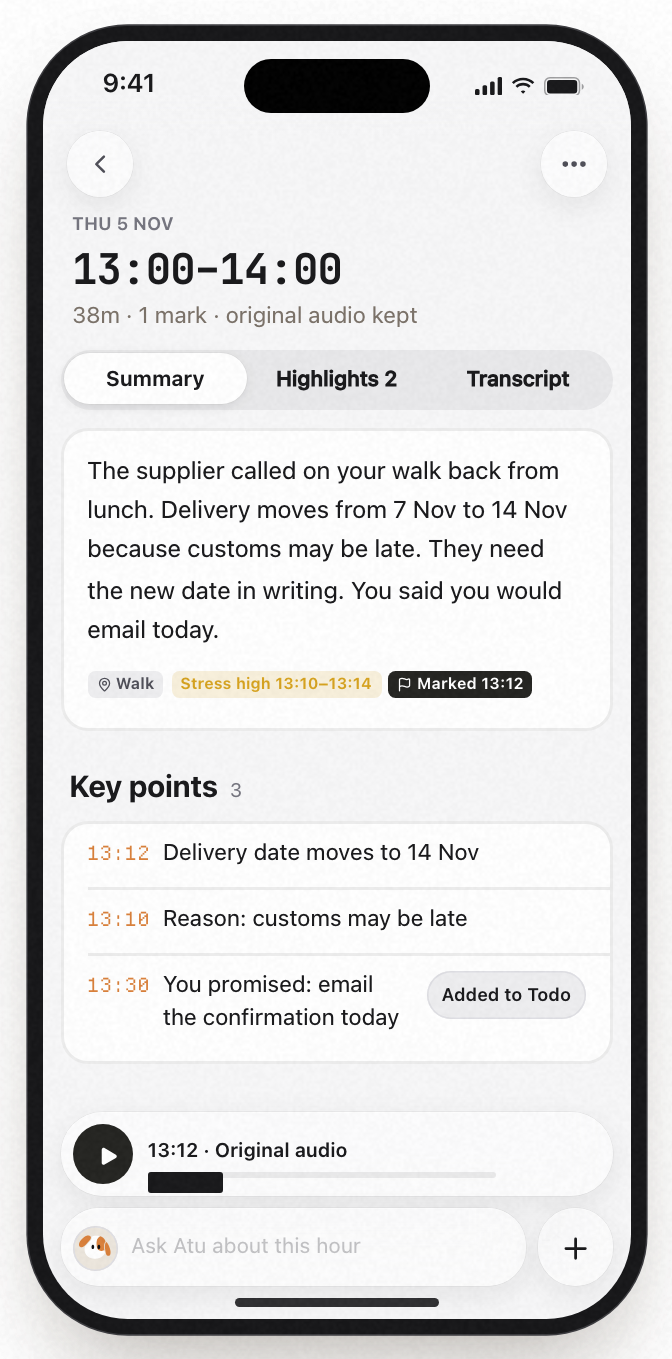 9:41
THU 5 NOV
13:00–14:00
38m · 1 mark · original audio kept
Summary
Highlights 2
Transcript
The supplier called on your walk back from
lunch. Delivery moves from 7 Nov to 14 Nov
because customs may be late. They need
the new date in writing. You said you would
email today.
Walk
Stress high 13:10–13:14
Marked 13:12
Key points 3
13:12 Delivery date moves to 14 Nov
13:10 Reason: customs may be late
13:30 You promised: email
the confirmation today
Added to Todo
13:12 · Original audio
Ask Atu about this hour